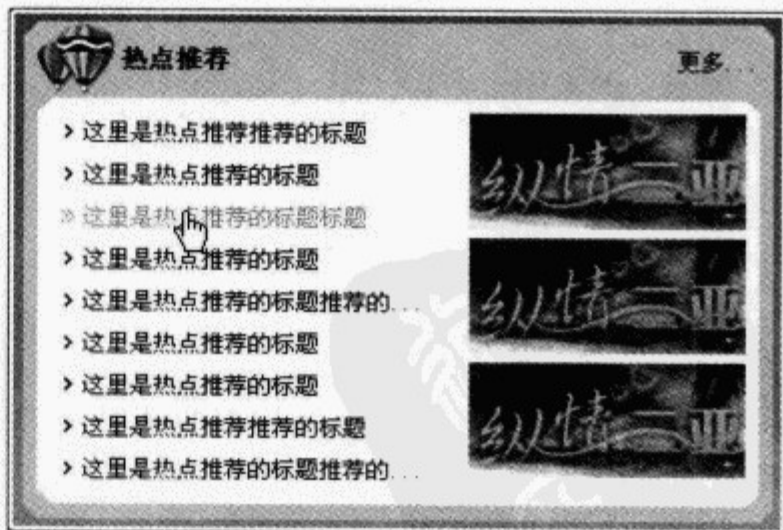 热点推荐
更多...
› 这里是热点推荐推荐的标题
› 这里是热点推荐的标题
» 这里是热点推荐的标题标题
› 这里是热点推荐的标题
› 这里是热点推荐的标题推荐的...
› 这里是热点推荐的标题
› 这里是热点推荐的标题
› 这里是热点推荐推荐的标题
› 这里是热点推荐的标题推荐的...
纵情三亚
纵情三亚
纵情三亚